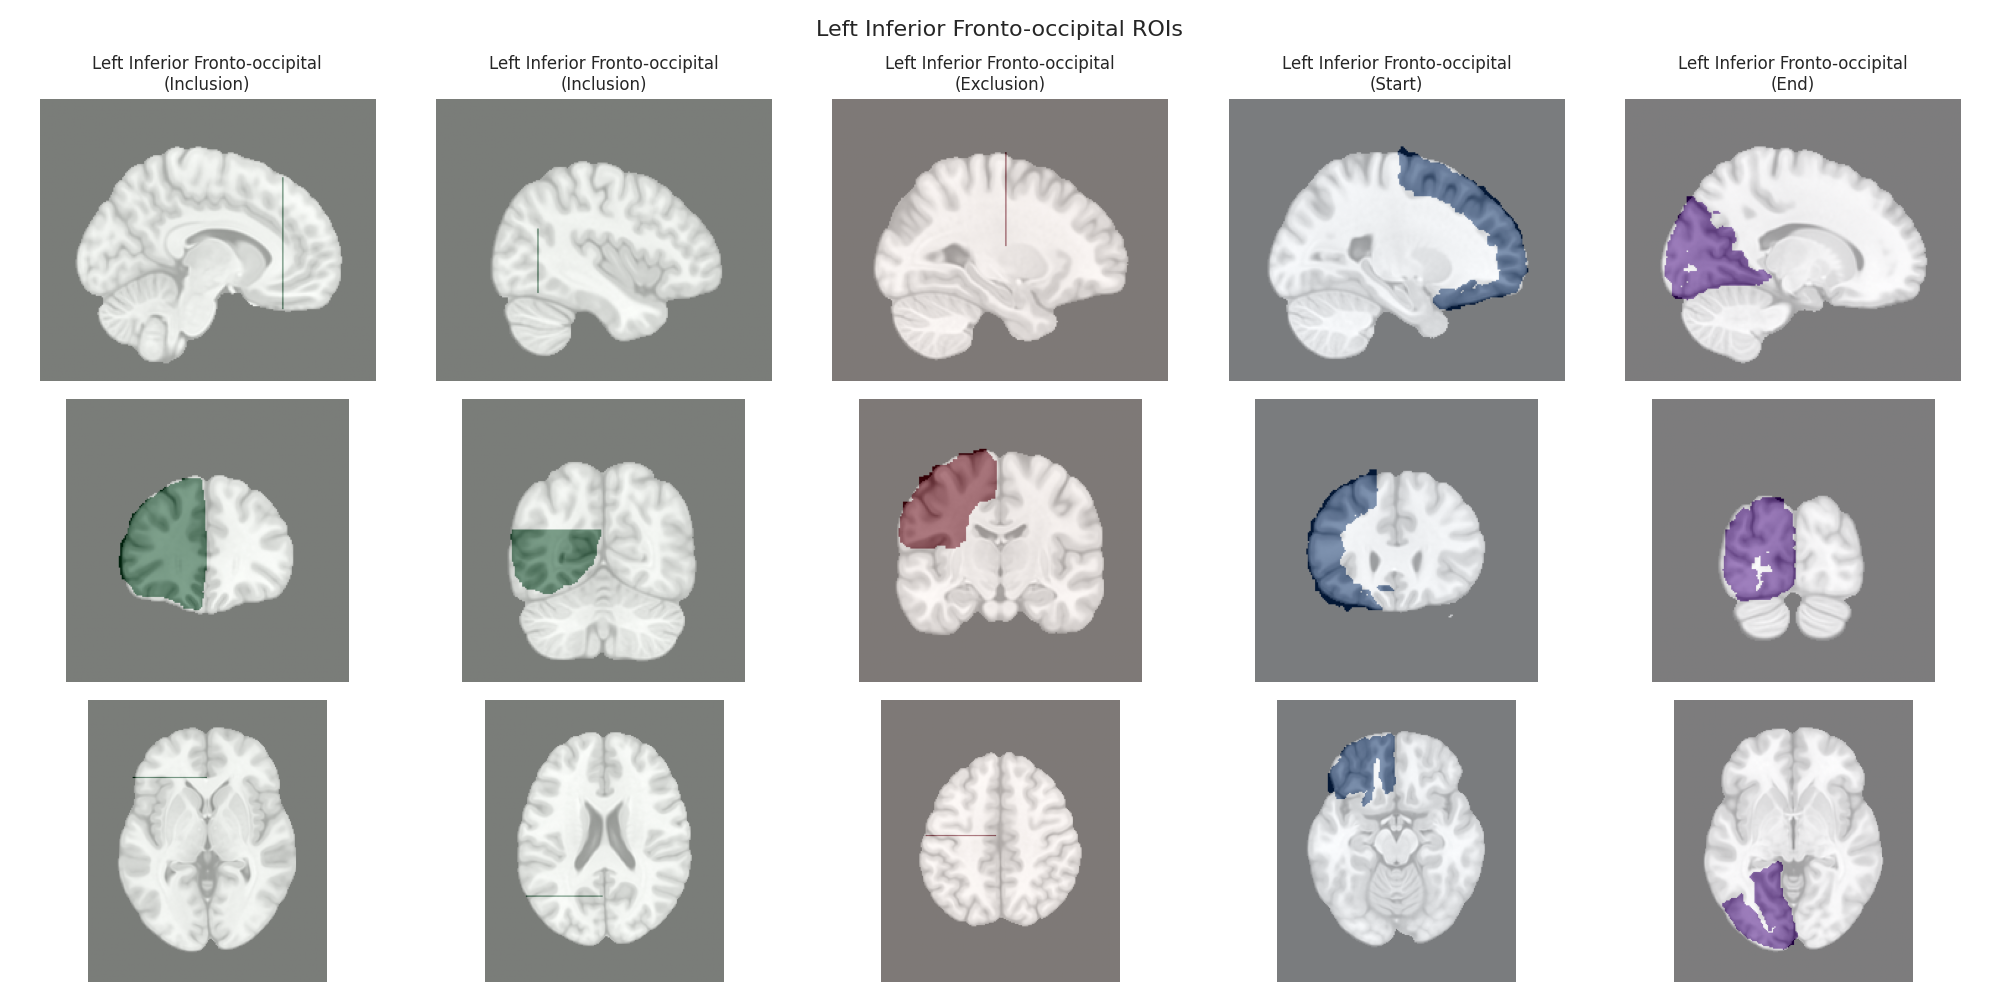 Left Inferior Fronto-occipital ROIs
Left Inferior Fronto-occipital
(Inclusion)
Left Inferior Fronto-occipital
(Inclusion)
Left Inferior Fronto-occipital
(Exclusion)
Left Inferior Fronto-occipital
(Start)
Left Inferior Fronto-occipital
(End)